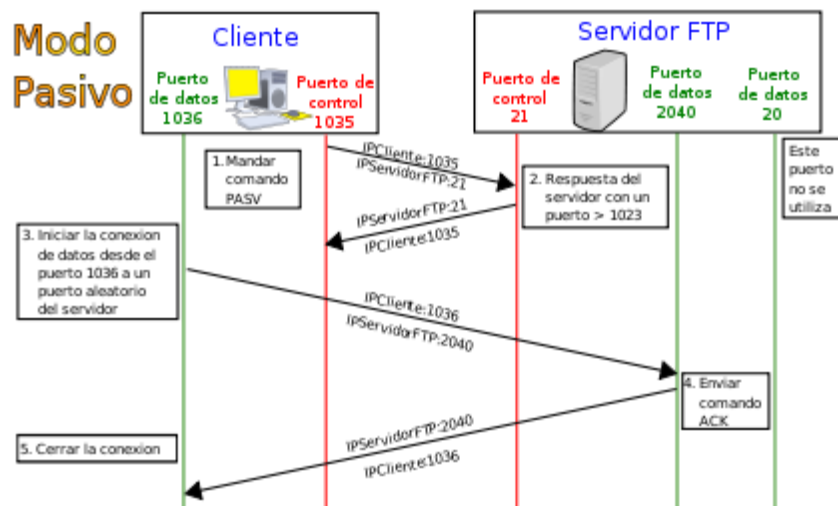 Modo
Pasivo
Cliente
Puerto
de datos
1036
Puerto de
control
1035
Servidor FTP
Puerto de
control
21
Puerto
de datos
2040
Puerto
de datos
20
1. Mandar
comando
PASV
IPCliente:1035
IPServidorFTP:21
2. Respuesta del
servidor con un
puerto > 1023
Este
puerto
no se
utiliza
IPServidorFTP:21
IPCliente:1035
3. Iniciar la conexion
de datos desde el
puerto 1036 a un
puerto aleatorio
del servidor
IPCliente:1036
IPServidorFTP:2040
4. Enviar
comando
ACK
IPServidorFTP:2040
IPCliente:1036
5. Cerrar la conexion